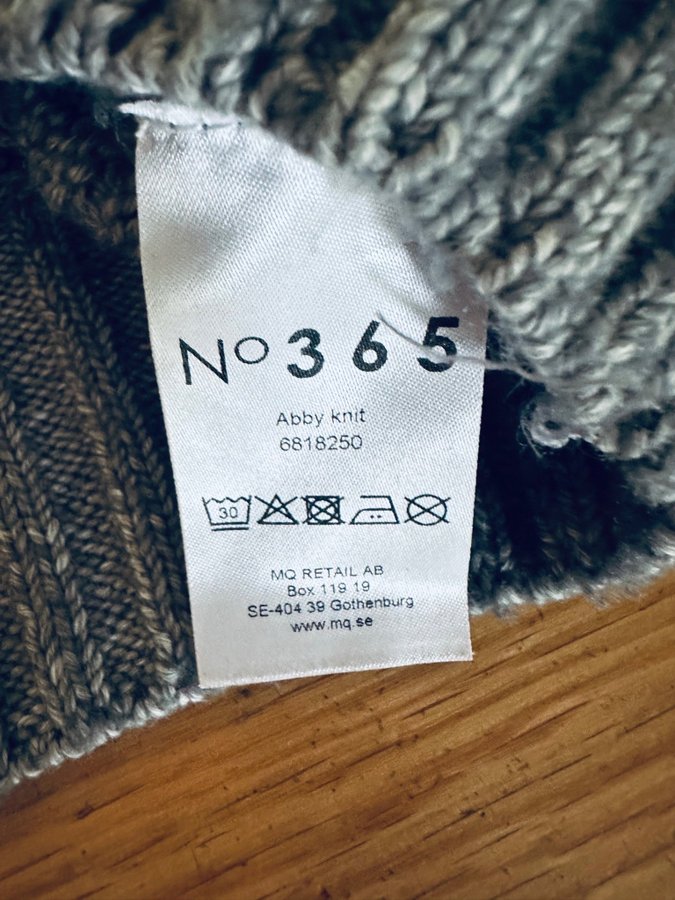 Nº 365
Abby knit
6818250
30
MQ RETAIL AB
Box 119 19
SE-404 39 Gothenburg
www.mq.se